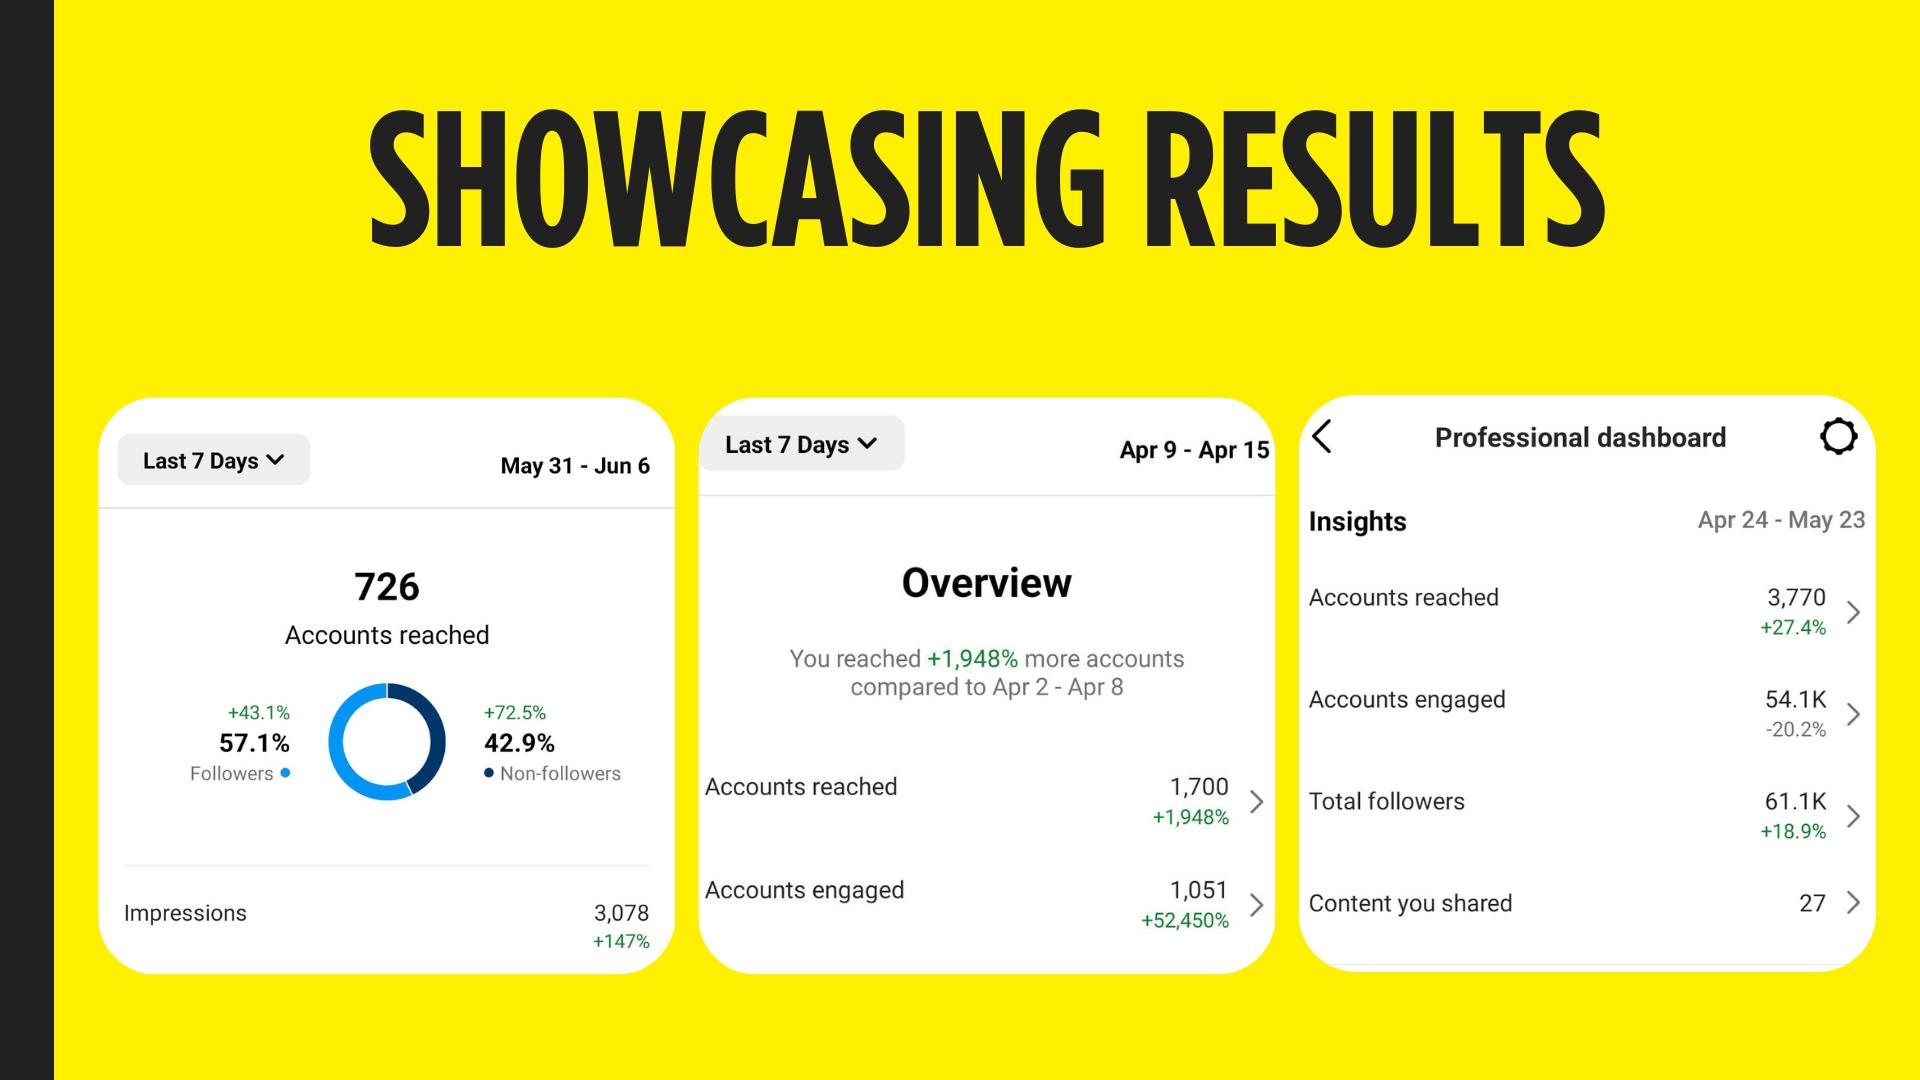 SHOWCASING RESULTS
Last 7 Days
May 31 - Jun 6
726
Accounts reached
+43.1%
57.1%
Followers
+72.5%
42.9%
Non-followers
Impressions
3,078
+147%
Last 7 Days
Apr 9 - Apr 15
Overview
You reached +1,948% more accounts
compared to Apr 2 - Apr 8
Accounts reached
1,700
+1,948%
Accounts engaged
1,051
+52,450%
Professional dashboard
Insights
Apr 24 - May 23
Accounts reached
3,770
+27.4%
Accounts engaged
54.1K
-20.2%
Total followers
61.1K
+18.9%
Content you shared
27